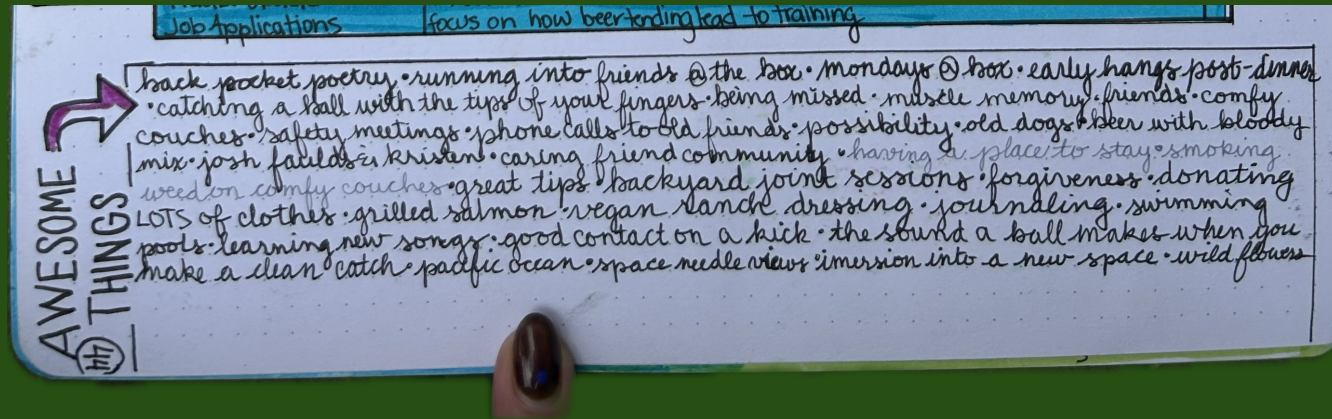 Job Applications focus on how beertending lead to training
back pocket poetry • running into friends @ the box • mondays @ box • early hangs post-dinner
• catching a ball with the tips of your fingers • being missed • muscle memory • friends • comfy
couches • safety meetings • phone calls to old friends • possibility • old dogs • beer with bloody
mix • josh faulds & kristen • caring friend community • having a place to stay • smoking
weed on comfy couches • great tips • backyard joint sessions • forgiveness • donating
LOTS of clothes • grilled salmon • vegan ranch dressing • journaling • swimming
pools • learning new songs • good contact on a kick • the sound a ball makes when you
make a clean catch • pacific ocean • space needle views • imersion into a new space • wild flowers
AWESOME
THINGS
44